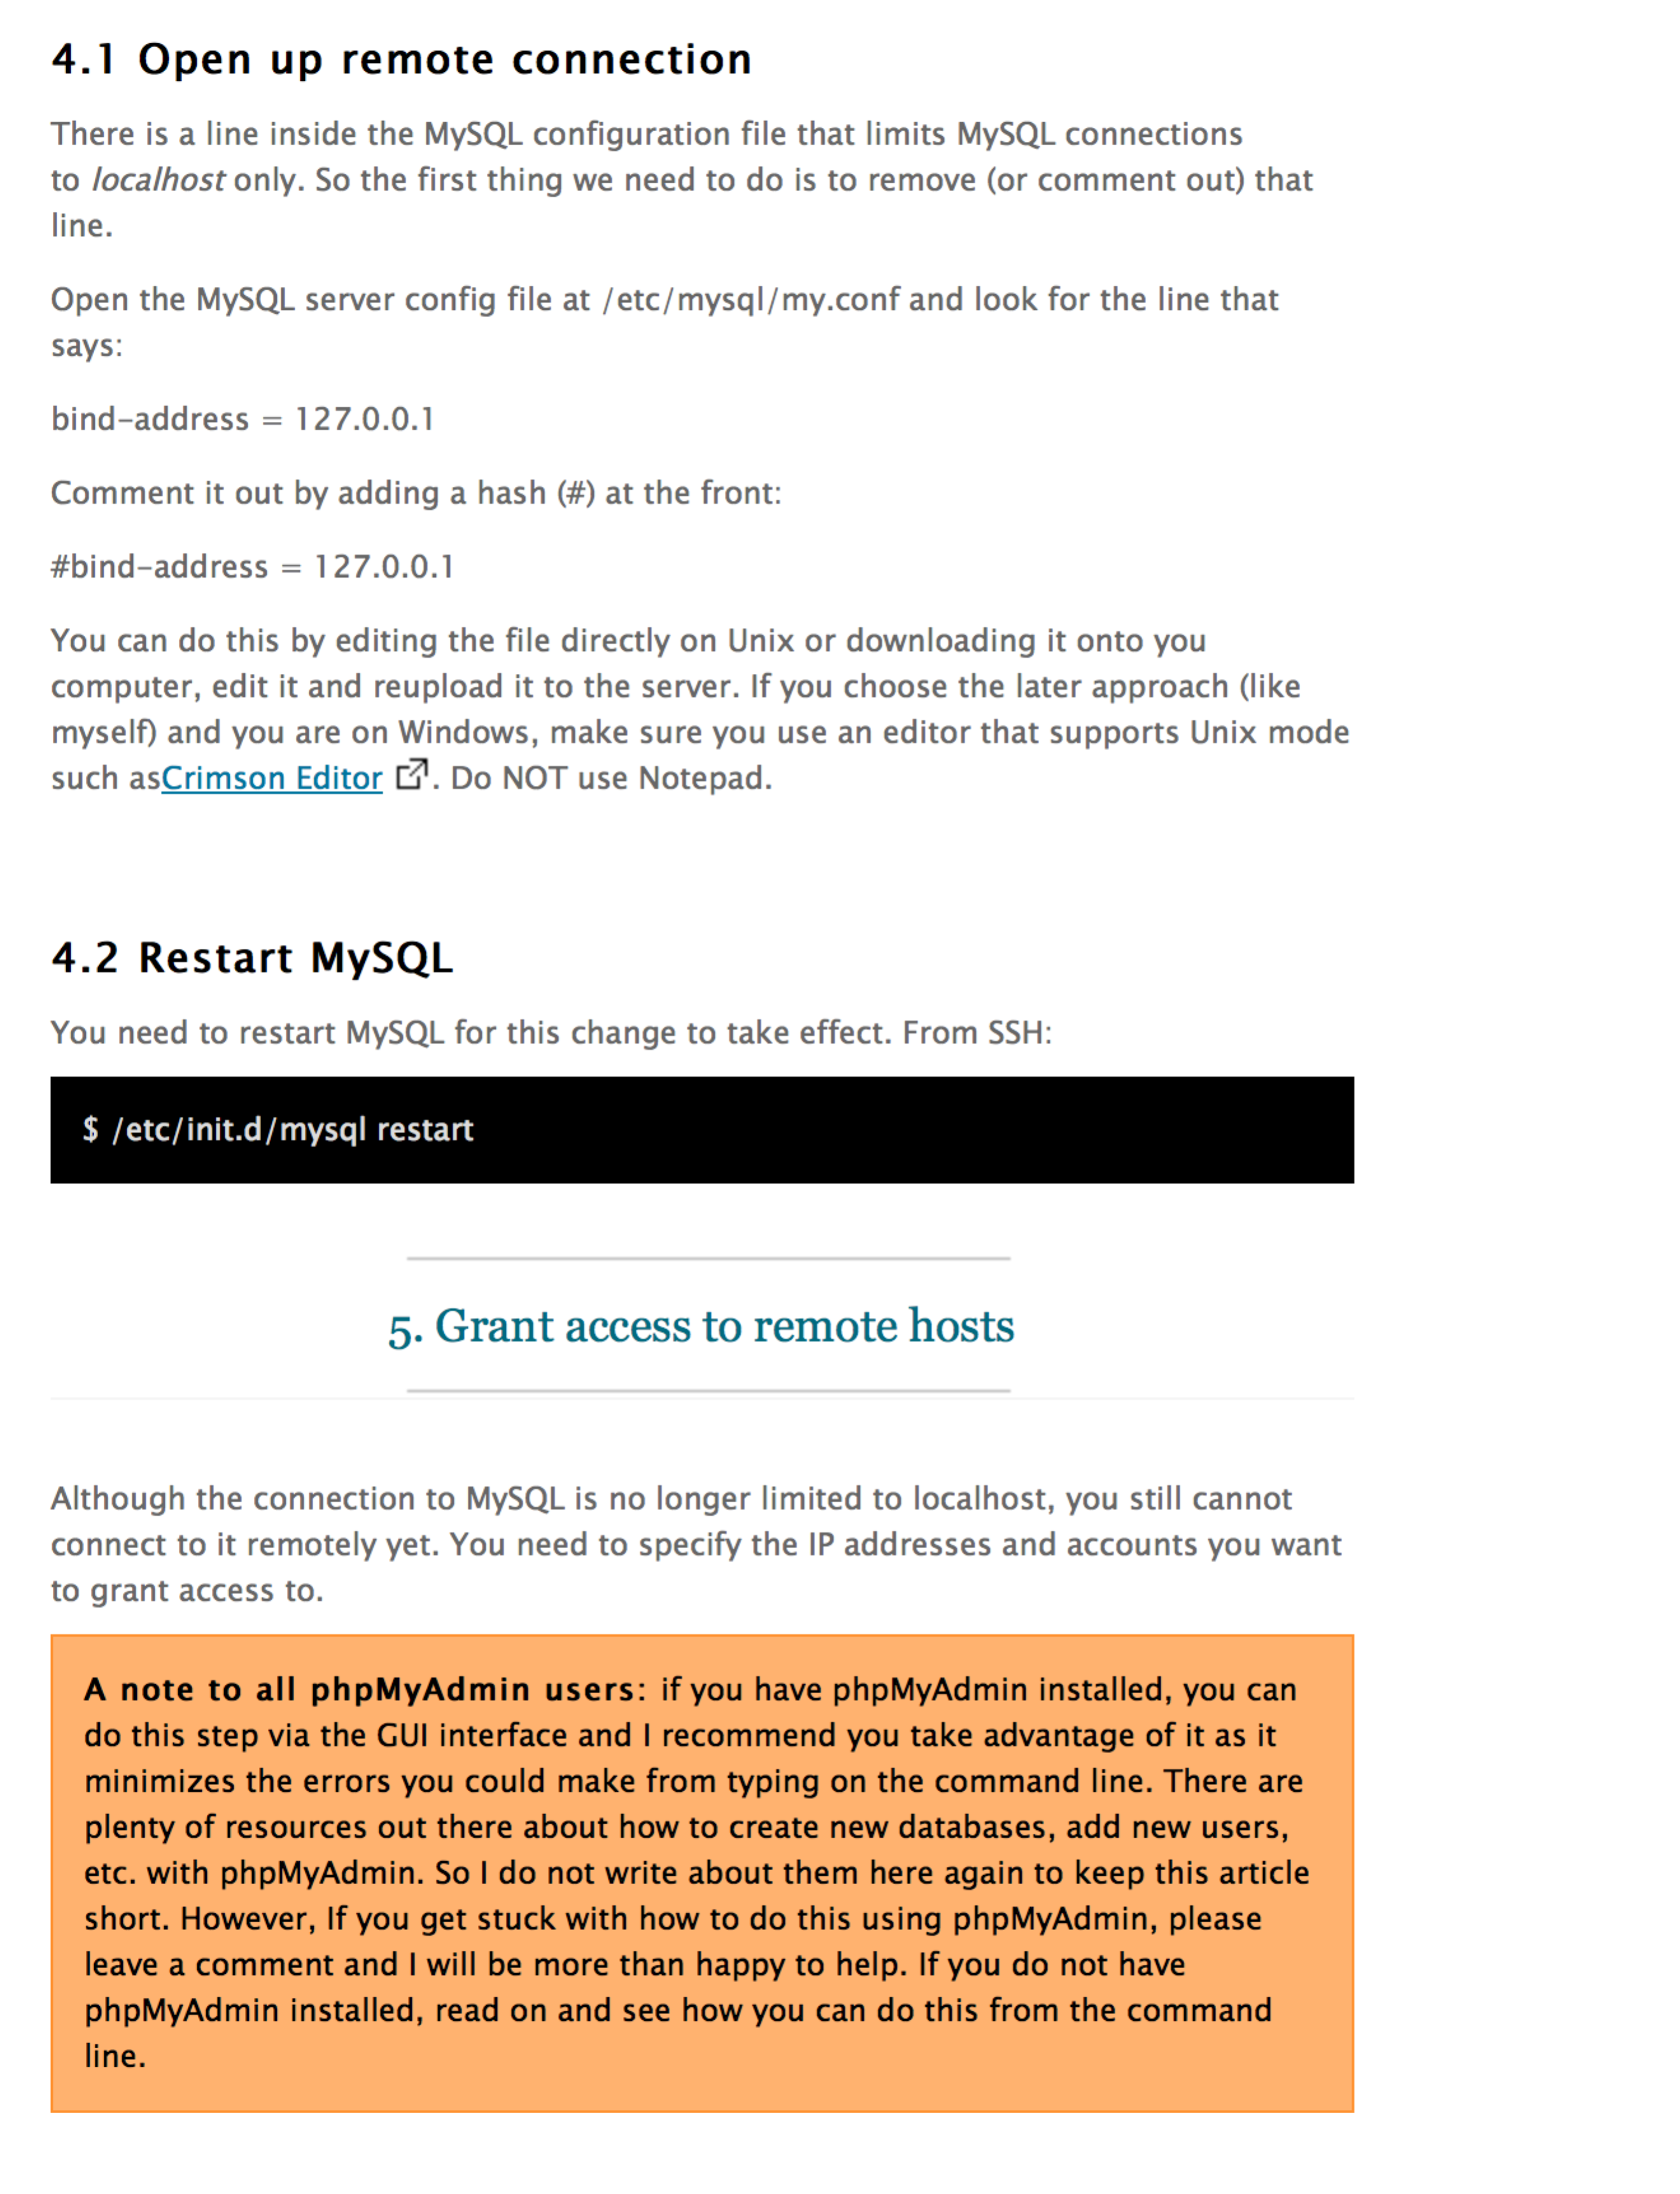 4.1 Open up remote connection
There is a line inside the MySQL configuration file that limits MySQL connections
to localhost only. So the first thing we need to do is to remove (or comment out) that
line.
Open the MySQL server config file at /etc/mysql/my.conf and look for the line that
says:
bind-address = 127.0.0.1
Comment it out by adding a hash (#) at the front:
#bind-address = 127.0.0.1
You can do this by editing the file directly on Unix or downloading it onto you
computer, edit it and reupload it to the server. If you choose the later approach (like
myself) and you are on Windows, make sure you use an editor that supports Unix mode
such asCrimson Editor . Do NOT use Notepad.
4.2 Restart MySQL
You need to restart MySQL for this change to take effect. From SSH:
$ /etc/init.d/mysql restart
5. Grant access to remote hosts
Although the connection to MySQL is no longer limited to localhost, you still cannot
connect to it remotely yet. You need to specify the IP addresses and accounts you want
to grant access to.
A note to all phpMyAdmin users: if you have phpMyAdmin installed, you can
do this step via the GUI interface and I recommend you take advantage of it as it
minimizes the errors you could make from typing on the command line. There are
plenty of resources out there about how to create new databases, add new users,
etc. with phpMyAdmin. So I do not write about them here again to keep this article
short. However, If you get stuck with how to do this using phpMyAdmin, please
leave a comment and I will be more than happy to help. If you do not have
phpMyAdmin installed, read on and see how you can do this from the command
line.